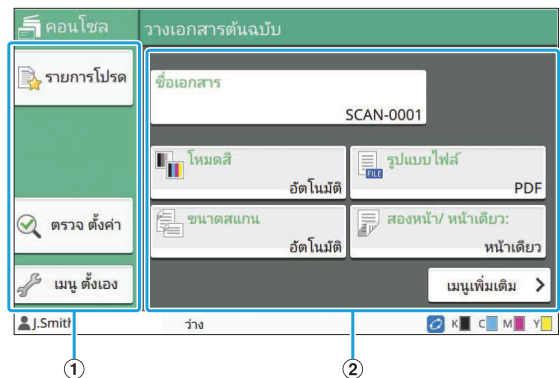 คอนโซล
วางเอกสารต้นฉบับ
รายการโปรด
ชื่อเอกสาร
SCAN-0001
โหมดสี
อัตโนมัติ
รูปแบบไฟล์
FILE
PDF
ตรวจ ตั้งค่า
ขนาดสแกน
อัตโนมัติ
สองหน้า/ หน้าเดียว:
หน้าเดียว
เมนู ตั้งเอง
เมนูเพิ่มเติม
J.Smith
ว่าง
K C M Y
1 2